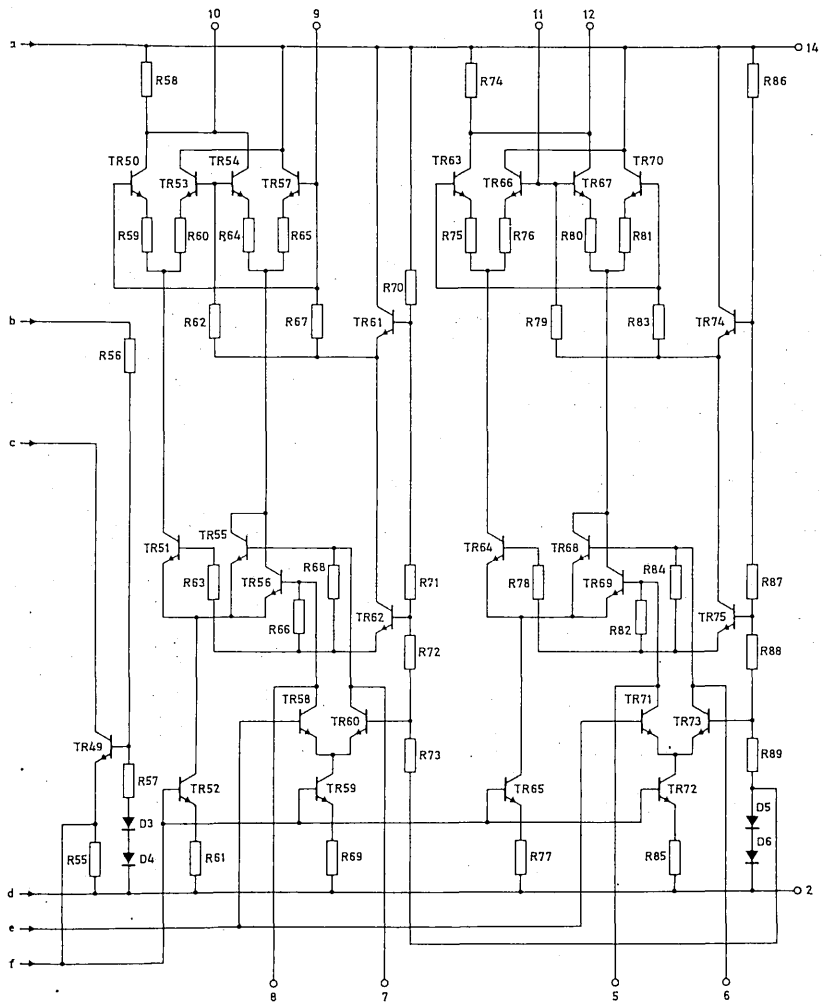 10 9 11 12
a 14
R58 R74 R86
TR50 TR54 TR63 TR70
TR53 TR57 TR66 TR67
R59 R60 R64 R65 R75 R76 R80 R81
R70
b R62 R67 TR61 R79 R83 TR74
R56
c
TR55 TR68
TR51 TR64
R63 TR56 R68 R71 R78 TR69 R84 R87
R66 TR62 R82 TR75
R72 R88
TR58 TR71
TR60 TR73
TR49 R73 R89
R57 TR52 TR59 TR65 TR72
D3 D5
R55 D4 R61 R69 R77 R85 D6
d 2
e
f
8 7 5 6